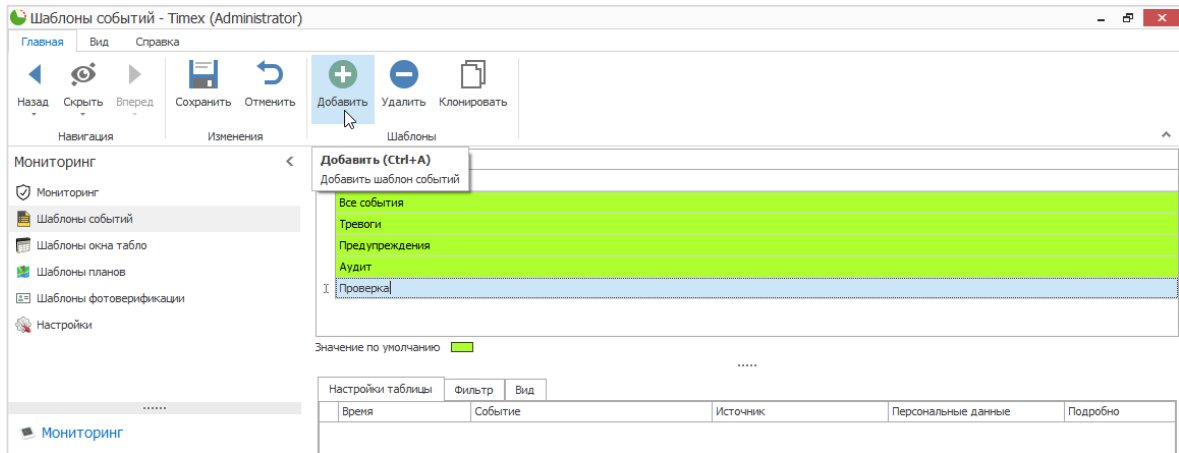 Шаблоны событий - Timex (Administrator)
Главная Вид Справка
Назад Скрыть Вперед Сохранить Отменить Добавить Удалить Клонировать
Навигация Изменения Шаблоны
Мониторинг
Мониторинг
Шаблоны событий
Шаблоны окна табло
Шаблоны планов
Шаблоны фотоверификации
Настройки
Мониторинг
Добавить (Ctrl+A)
Добавить шаблон событий
Все события
Тревоги
Предупреждения
Аудит
Проверка
Значение по умолчанию
Настройки таблицы Фильтр Вид
Время Событие Источник Персональные данные Подробно